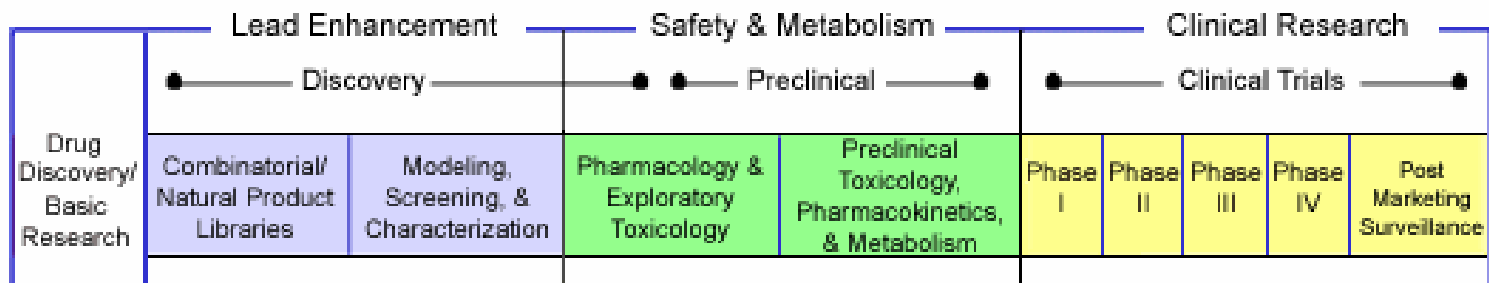 Lead Enhancement
Safety & Metabolism
Clinical Research
Discovery
Preclinical
Clinical Trials
Drug
Discovery/
Basic
Research
Combinatorial/
Natural Product
Libraries
Modeling,
Screening, &
Characterization
Pharmacology &
Exploratory
Toxicology
Preclinical
Toxicology,
Pharmacokinetics,
& Metabolism
Phase
I
Phase
II
Phase
III
Phase
IV
Post
Marketing
Surveillance